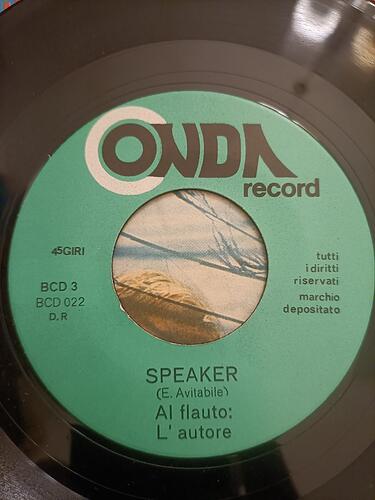 ONDA
record
45GIRI
tutti
i diritti
riservati
marchio
depositato
BCD 3
BCD 022
D.R
SPEAKER
(E. Avitabile)
Al flauto:
L' autore